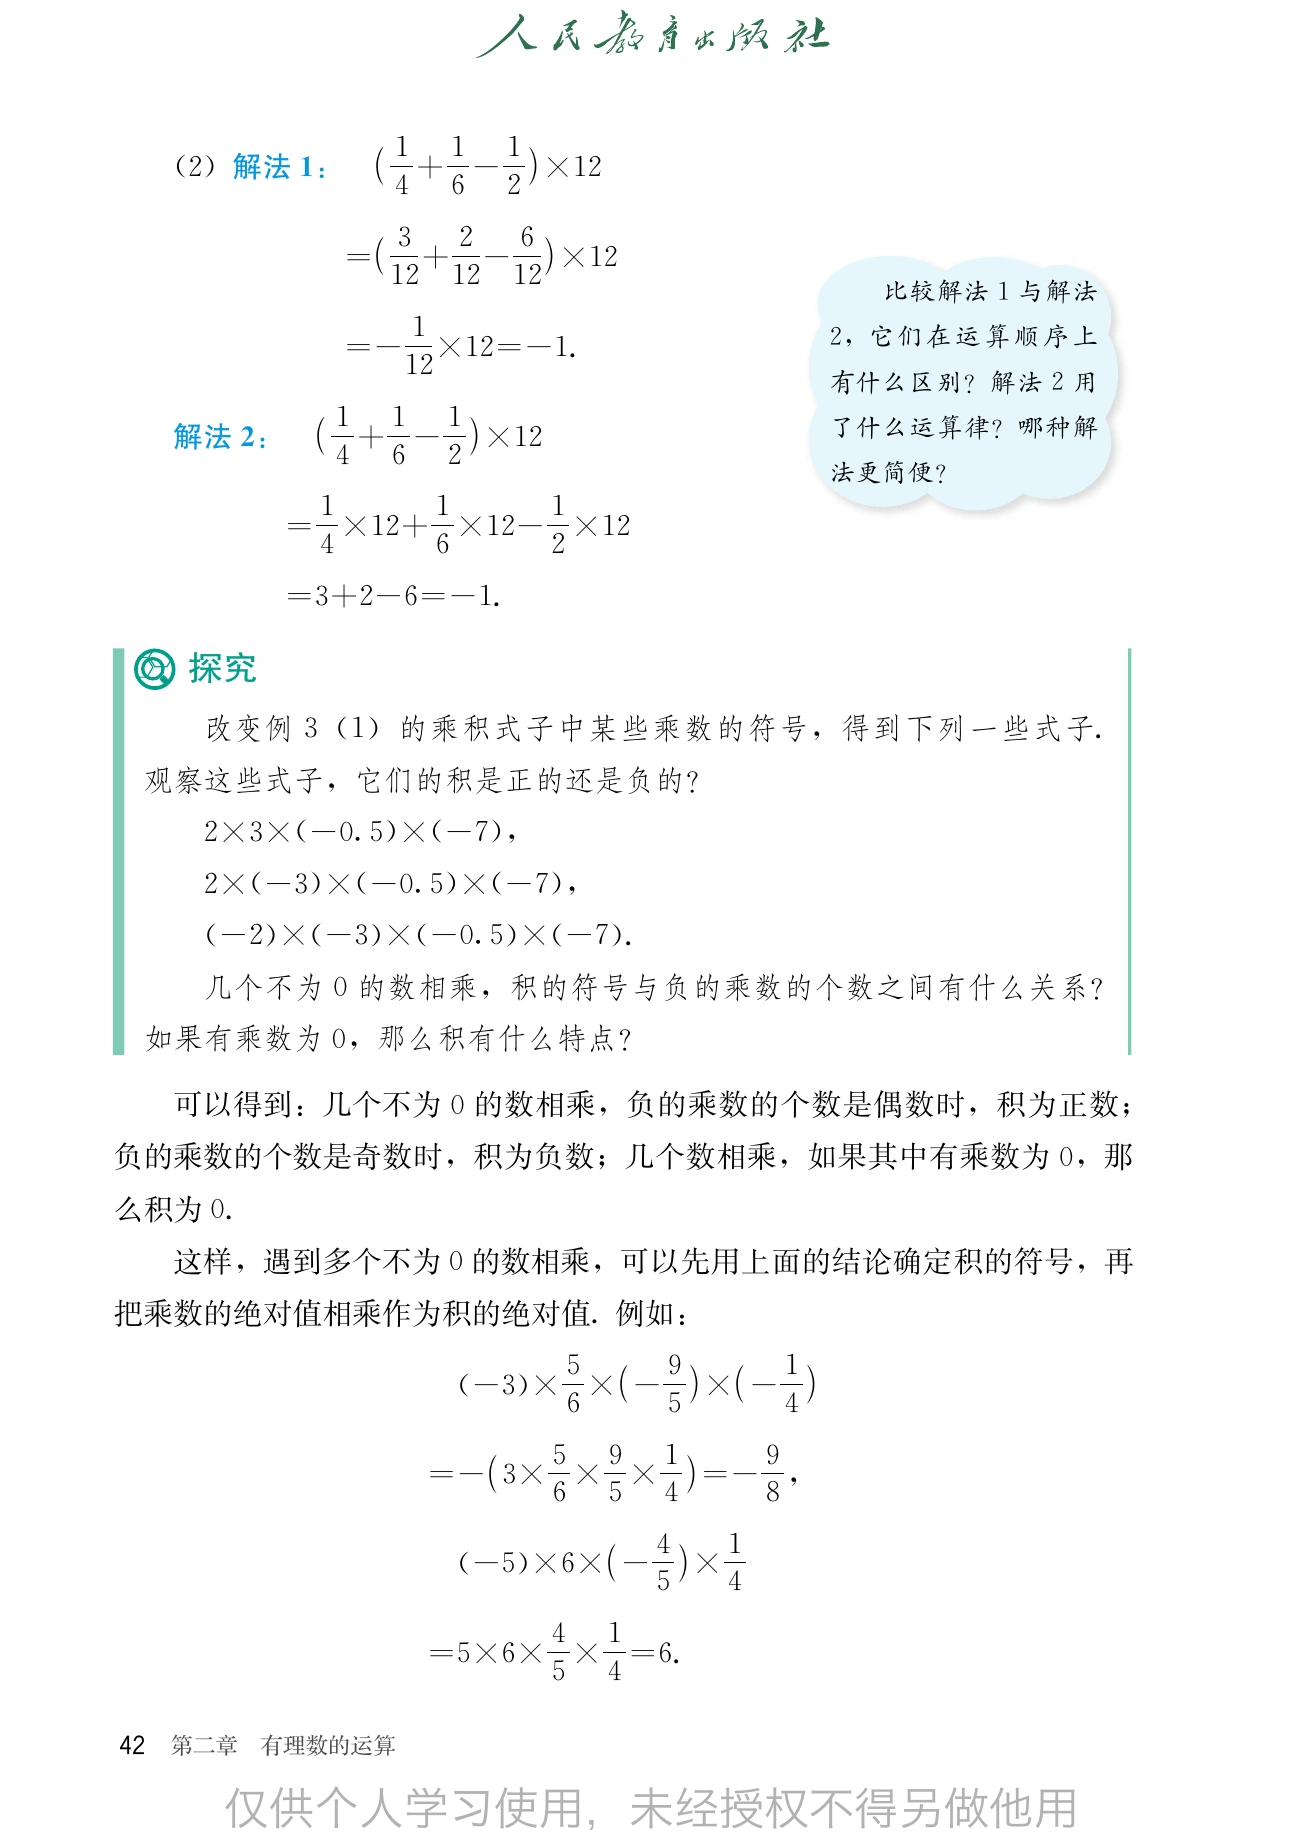 人民教育出版社
（2）解法 1： (1/4+1/6−1/2)×12
=(3/12+2/12−6/12)×12
=−1/12×12=−1.
比较解法 1 与解法
2，它们在运算顺序上
有什么区别？解法 2 用
了什么运算律？哪种解
法更简便？
解法 2： (1/4+1/6−1/2)×12
=1/4×12+1/6×12−1/2×12
=3+2−6=−1.
探究
改变例 3（1）的乘积式子中某些乘数的符号，得到下列一些式子.
观察这些式子，它们的积是正的还是负的？
2×3×(−0.5)×(−7)，
2×(−3)×(−0.5)×(−7)，
(−2)×(−3)×(−0.5)×(−7).
几个不为 0 的数相乘，积的符号与负的乘数的个数之间有什么关系？
如果有乘数为 0，那么积有什么特点？
可以得到：几个不为 0 的数相乘，负的乘数的个数是偶数时，积为正数；
负的乘数的个数是奇数时，积为负数；几个数相乘，如果其中有乘数为 0，那
么积为 0.
这样，遇到多个不为 0 的数相乘，可以先用上面的结论确定积的符号，再
把乘数的绝对值相乘作为积的绝对值. 例如：
(−3)×5/6×(−9/5)×(−1/4)
=−(3×5/6×9/5×1/4)=−9/8，
(−5)×6×(−4/5)×1/4
=5×6×4/5×1/4=6.
42 第二章 有理数的运算
仅供个人学习使用，未经授权不得另做他用